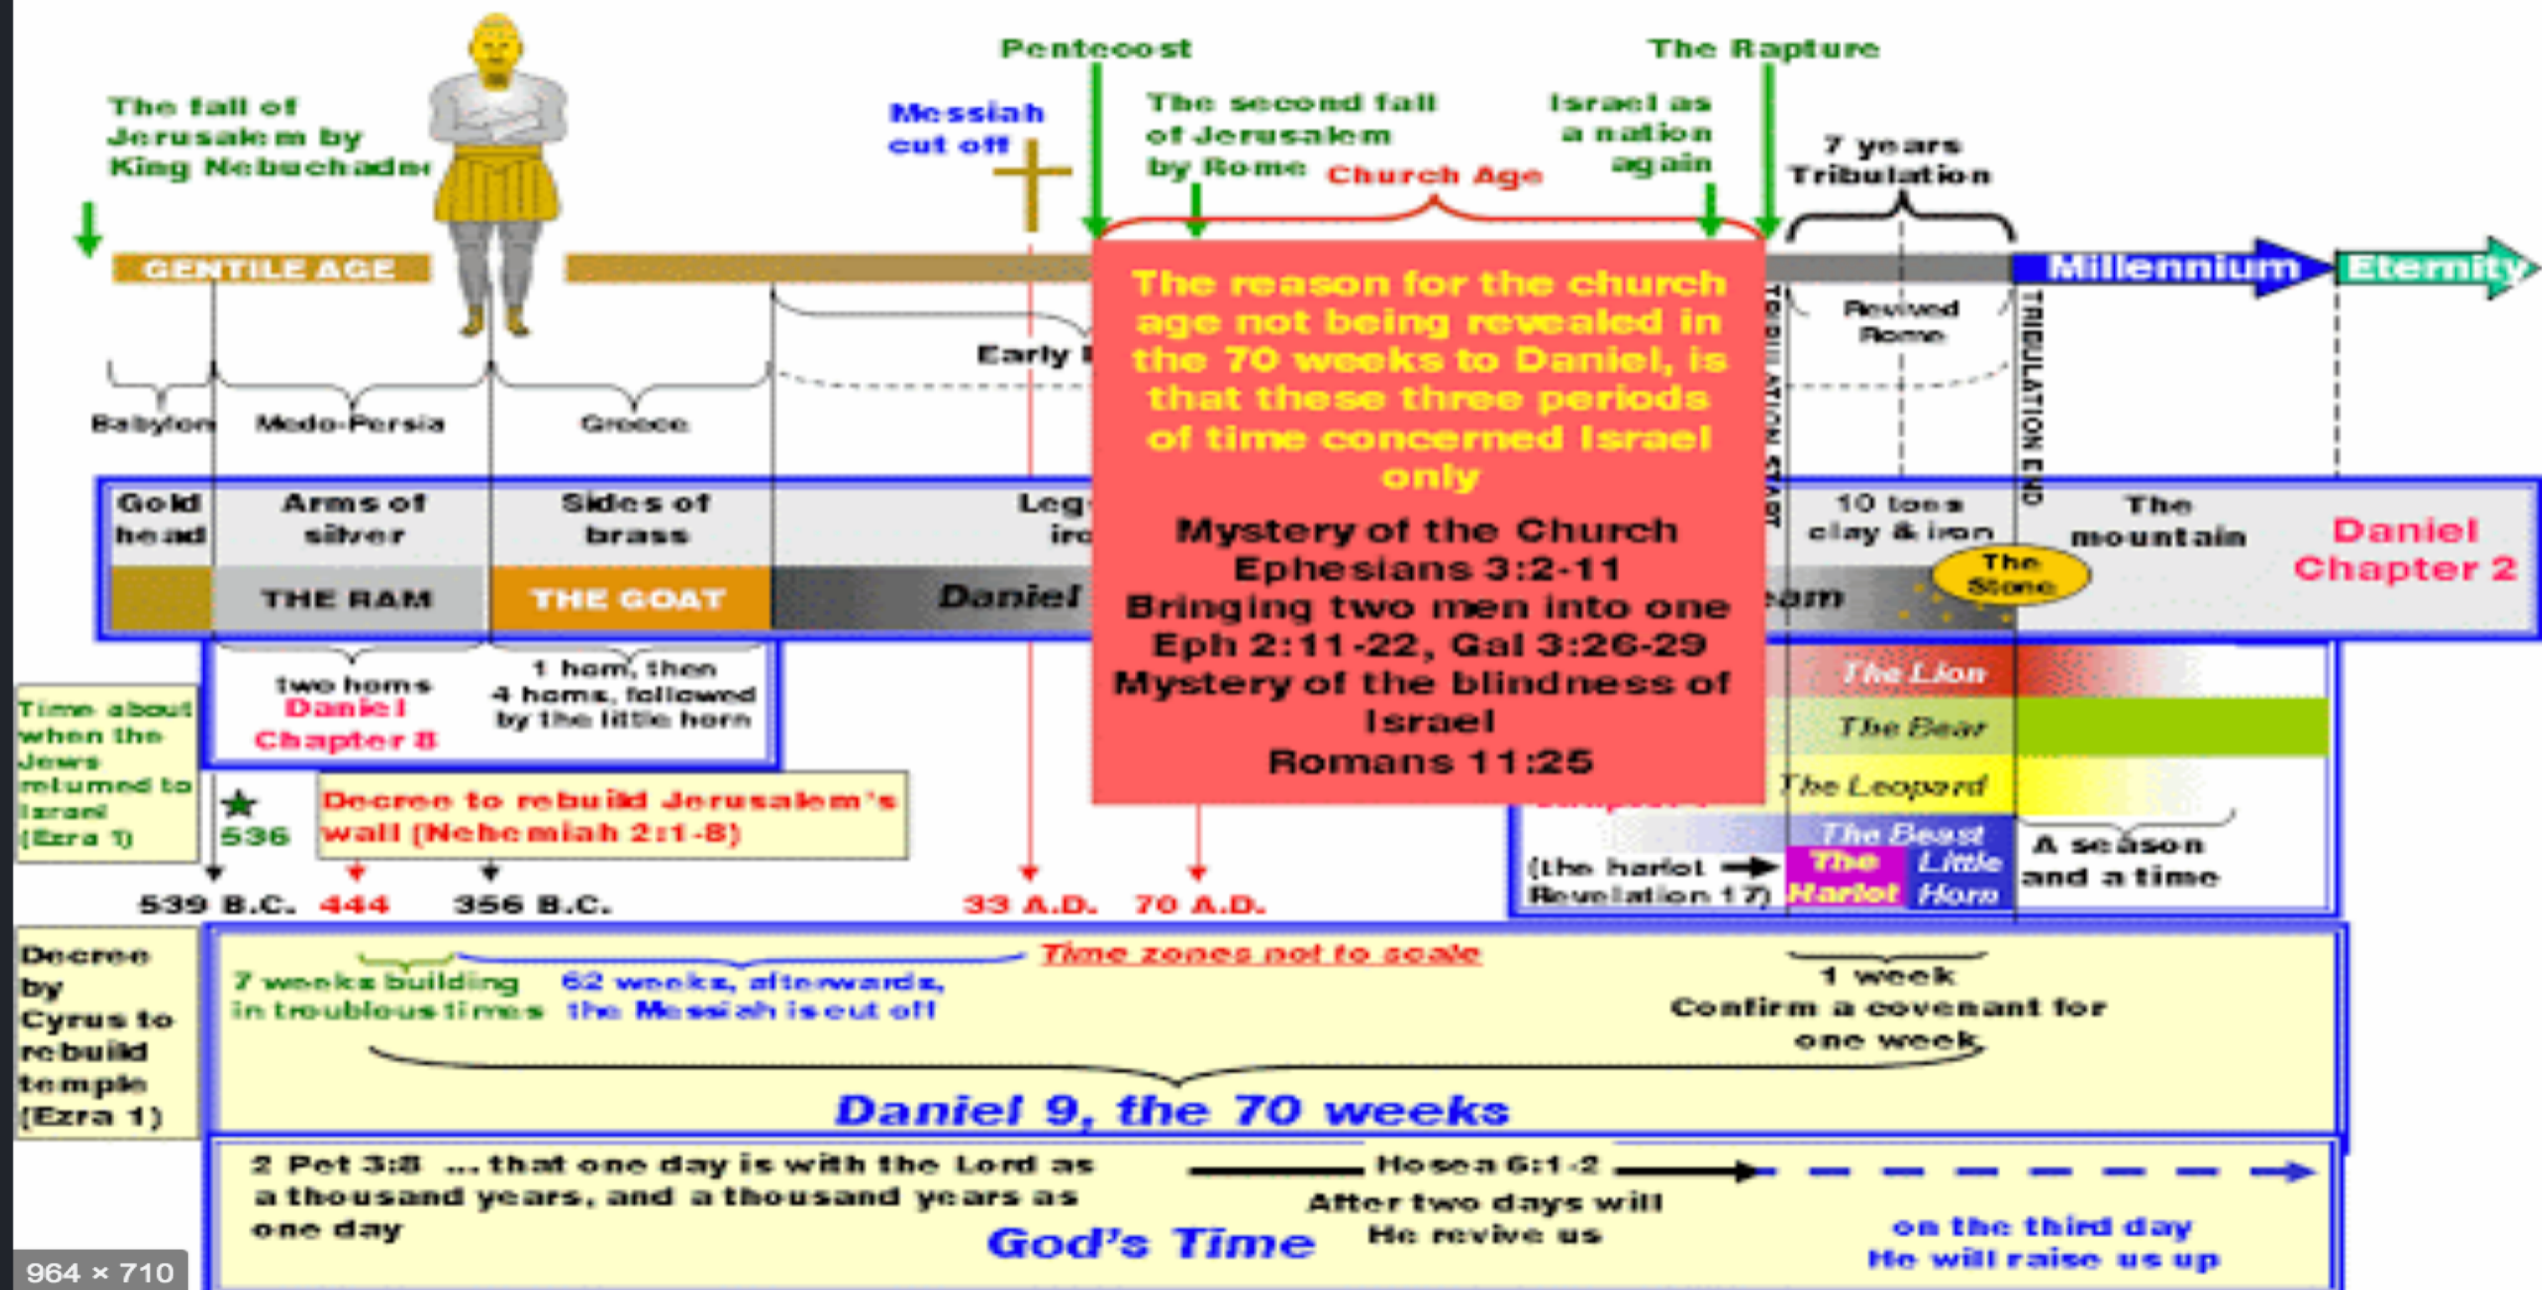 Pentecost
The Rapture
The fall of
Jerusalem by
King Nebuchadne
Messiah
cut off
The second fall
of Jerusalem
by Rome
Church Age
Israel as
a nation
again
7 years
Tribulation
GENTILE AGE
Millennium
Eternity
The reason for the church
age not being revealed in
the 70 weeks to Daniel, is
that these three periods
of time concerned Israel
only
Mystery of the Church
Ephesians 3:2-11
Bringing two men into one
Eph 2:11-22, Gal 3:26-29
Mystery of the blindness of
Israel
Romans 11:25
TRIBULATION START
Revived
Rome
TRIBULATION END
Early
Babylon
Medo-Persia
Greece
Gold
head
Arms of
silver
Sides of
brass
Leg
iro
10 toes
clay & iron
The
mountain
Daniel
Chapter 2
The
Stone
THE RAM
THE GOAT
Daniel
eam
two horns
Daniel
Chapter 8
1 horn, then
4 horns, followed
by the little horn
The Lion
The Bear
The Leopard
The Beast
The
Harlot
Little
Horn
(the harlot
Revelation 17)
A season
and a time
Time about
when the
Jews
returned to
Israel
(Ezra 1)
536
Decree to rebuild Jerusalem's
wall (Nehemiah 2:1-8)
539 B.C.
444
356 B.C.
33 A.D.
70 A.D.
Decree
by
Cyrus to
rebuild
temple
(Ezra 1)
Time zones not to scale
7 weeks building
in troublous times
62 weeks, afterwards,
the Messiah is cut off
1 week
Confirm a covenant for
one week
Daniel 9, the 70 weeks
2 Pet 3:8 ... that one day is with the Lord as
a thousand years, and a thousand years as
one day
God's Time
Hosea 6:1-2
After two days will
He revive us
on the third day
He will raise us up
964 × 710